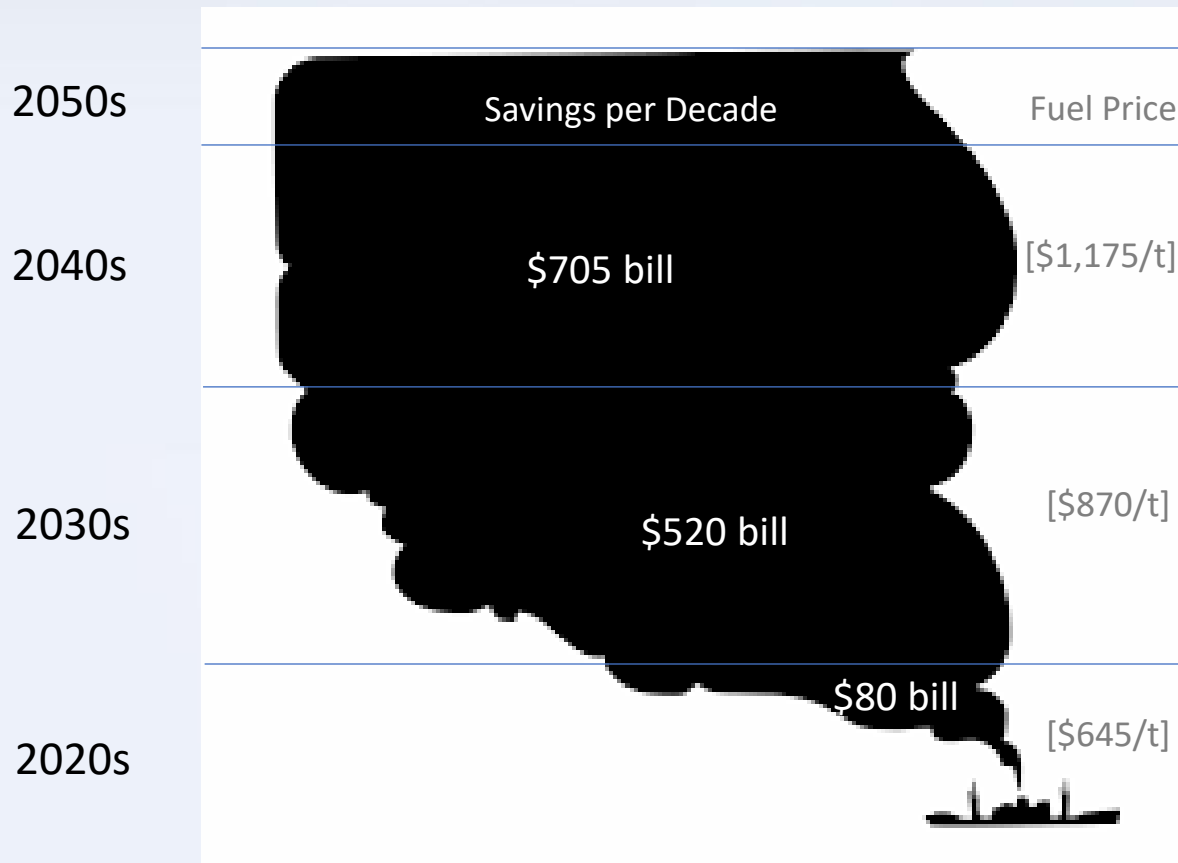 2050s
Savings per Decade
Fuel Price
2040s
$705 bill
[$1,175/t]
2030s
$520 bill
[$870/t]
2020s
$80 bill
[$645/t]